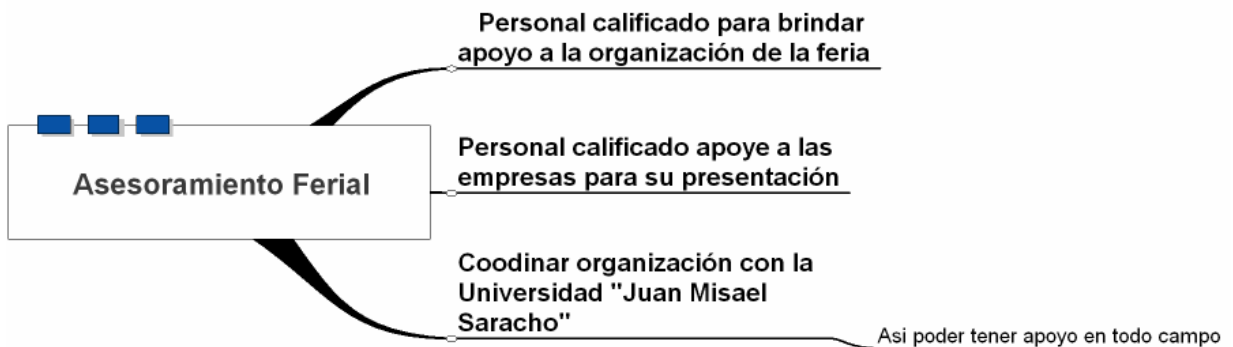 Personal calificado para brindar
apoyo a la organización de la feria
Asesoramiento Ferial
Personal calificado apoye a las
empresas para su presentación
Coodinar organización con la
Universidad "Juan Misael
Saracho"
Asi poder tener apoyo en todo campo